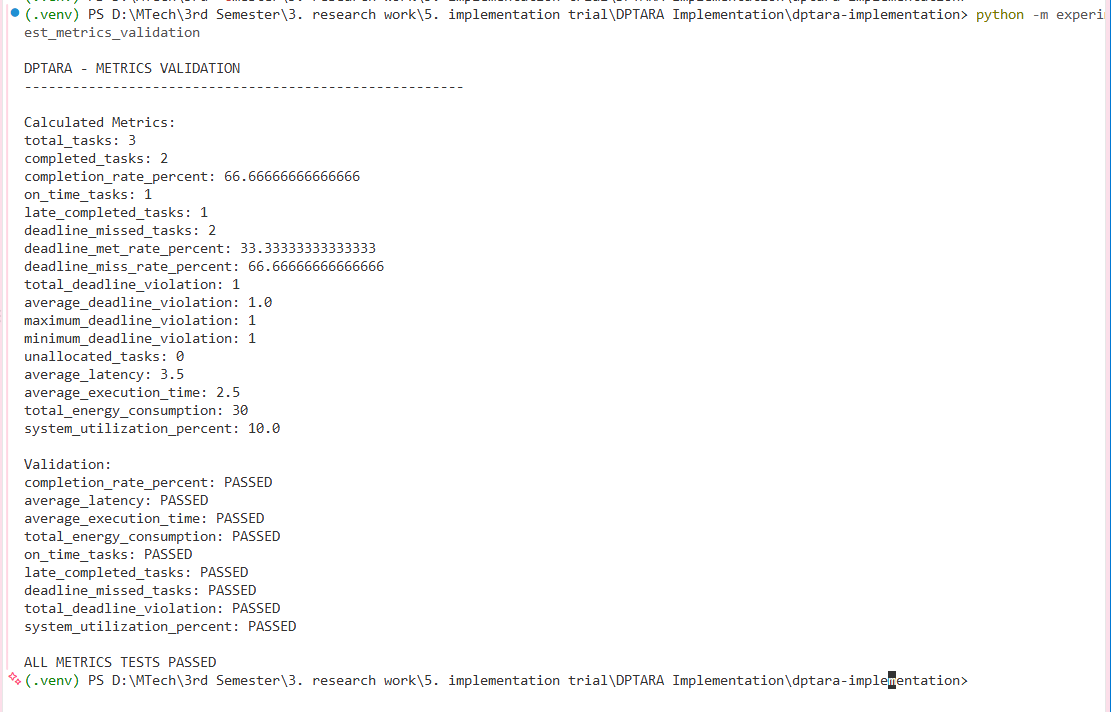 (.venv) PS D:\MTech\3rd Semester\3. research work\5. implementation trial\DPTARA Implementation\dptara-implementation> python -m experi
est_metrics_validation
DPTARA - METRICS VALIDATION
-------------------------------------------------------
Calculated Metrics:
total_tasks: 3
completed_tasks: 2
completion_rate_percent: 66.66666666666666
on_time_tasks: 1
late_completed_tasks: 1
deadline_missed_tasks: 2
deadline_met_rate_percent: 33.33333333333333
deadline_miss_rate_percent: 66.66666666666666
total_deadline_violation: 1
average_deadline_violation: 1.0
maximum_deadline_violation: 1
minimum_deadline_violation: 1
unallocated_tasks: 0
average_latency: 3.5
average_execution_time: 2.5
total_energy_consumption: 30
system_utilization_percent: 10.0
Validation:
completion_rate_percent: PASSED
average_latency: PASSED
average_execution_time: PASSED
total_energy_consumption: PASSED
on_time_tasks: PASSED
late_completed_tasks: PASSED
deadline_missed_tasks: PASSED
total_deadline_violation: PASSED
system_utilization_percent: PASSED
ALL METRICS TESTS PASSED
(.venv) PS D:\MTech\3rd Semester\3. research work\5. implementation trial\DPTARA Implementation\dptara-implementation>